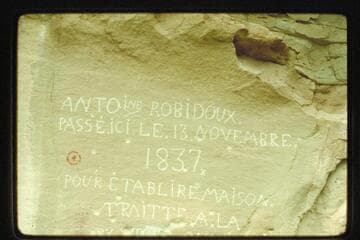 ANTOINE ROBIDOUX
PASSÉ ICI LE 13 NOVEMBRE
1837
POUR ÉTABLIRE MAISON
TRAITTE A LA